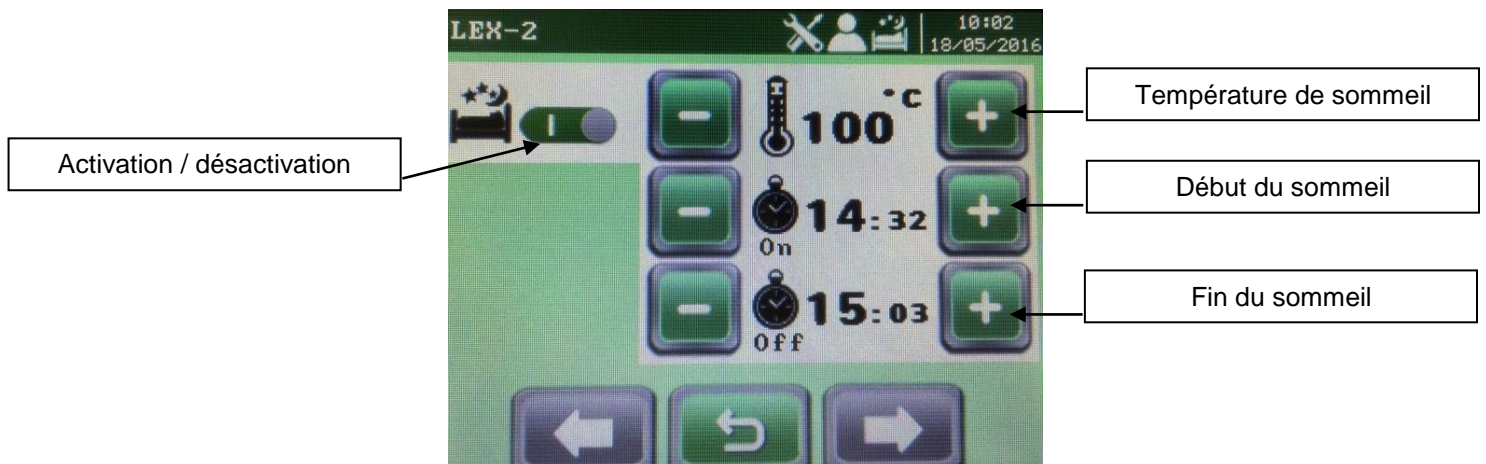 LEX-2
10:02
18/05/2016
°C
100
14:32
On
15:03
Off
Activation / désactivation
Température de sommeil
Début du sommeil
Fin du sommeil